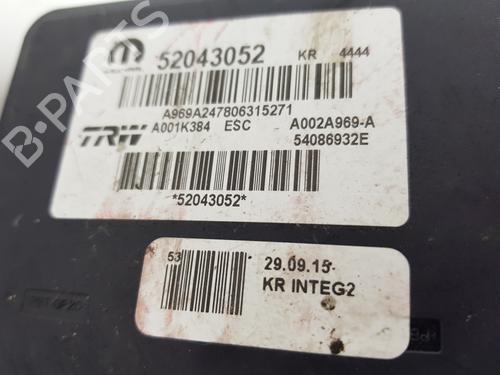 52043052 KR 4444
A969A247806315271
TRW A001K384 ESC A002A969-A
54086932E
*52043052*
53 29.09.15
KR INTEG2
B-PARTS